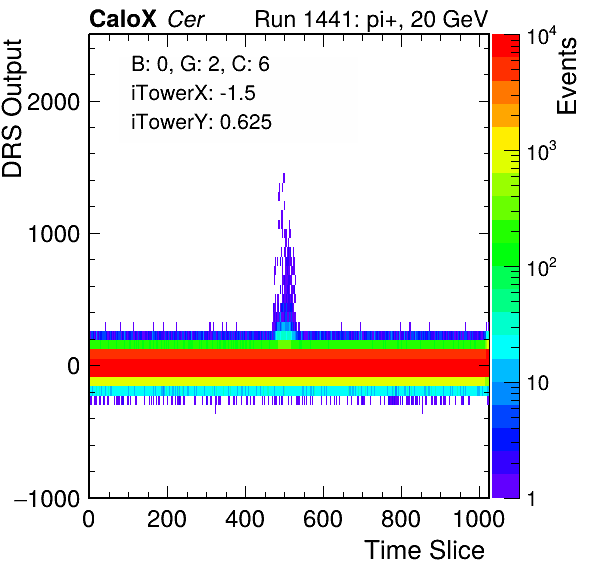 CaloX Cer Run 1441: pi+, 20 GeV
B: 0, G: 2, C: 6
iTowerX: -1.5
iTowerY: 0.625
DRS Output
2000
1000
0
−1000
0 200 400 600 800 1000
Time Slice
Events
10^4
10^3
10^2
10
1